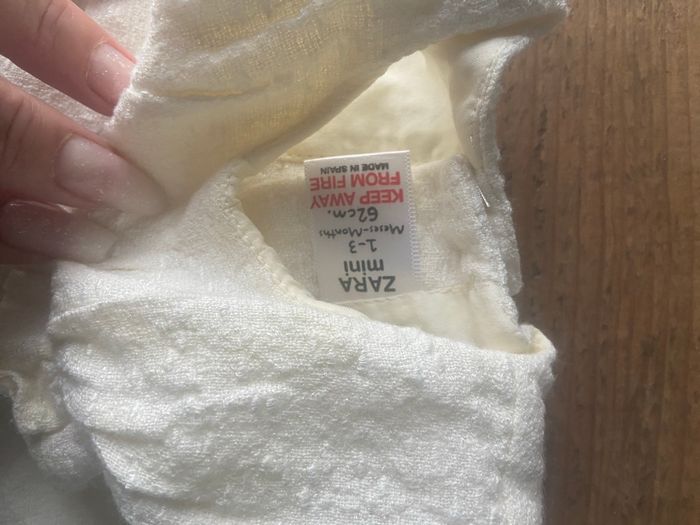 ZARA
mini
1-3
Meses-Months
62cm.
KEEP AWAY
FROM FIRE
MADE IN SPAIN